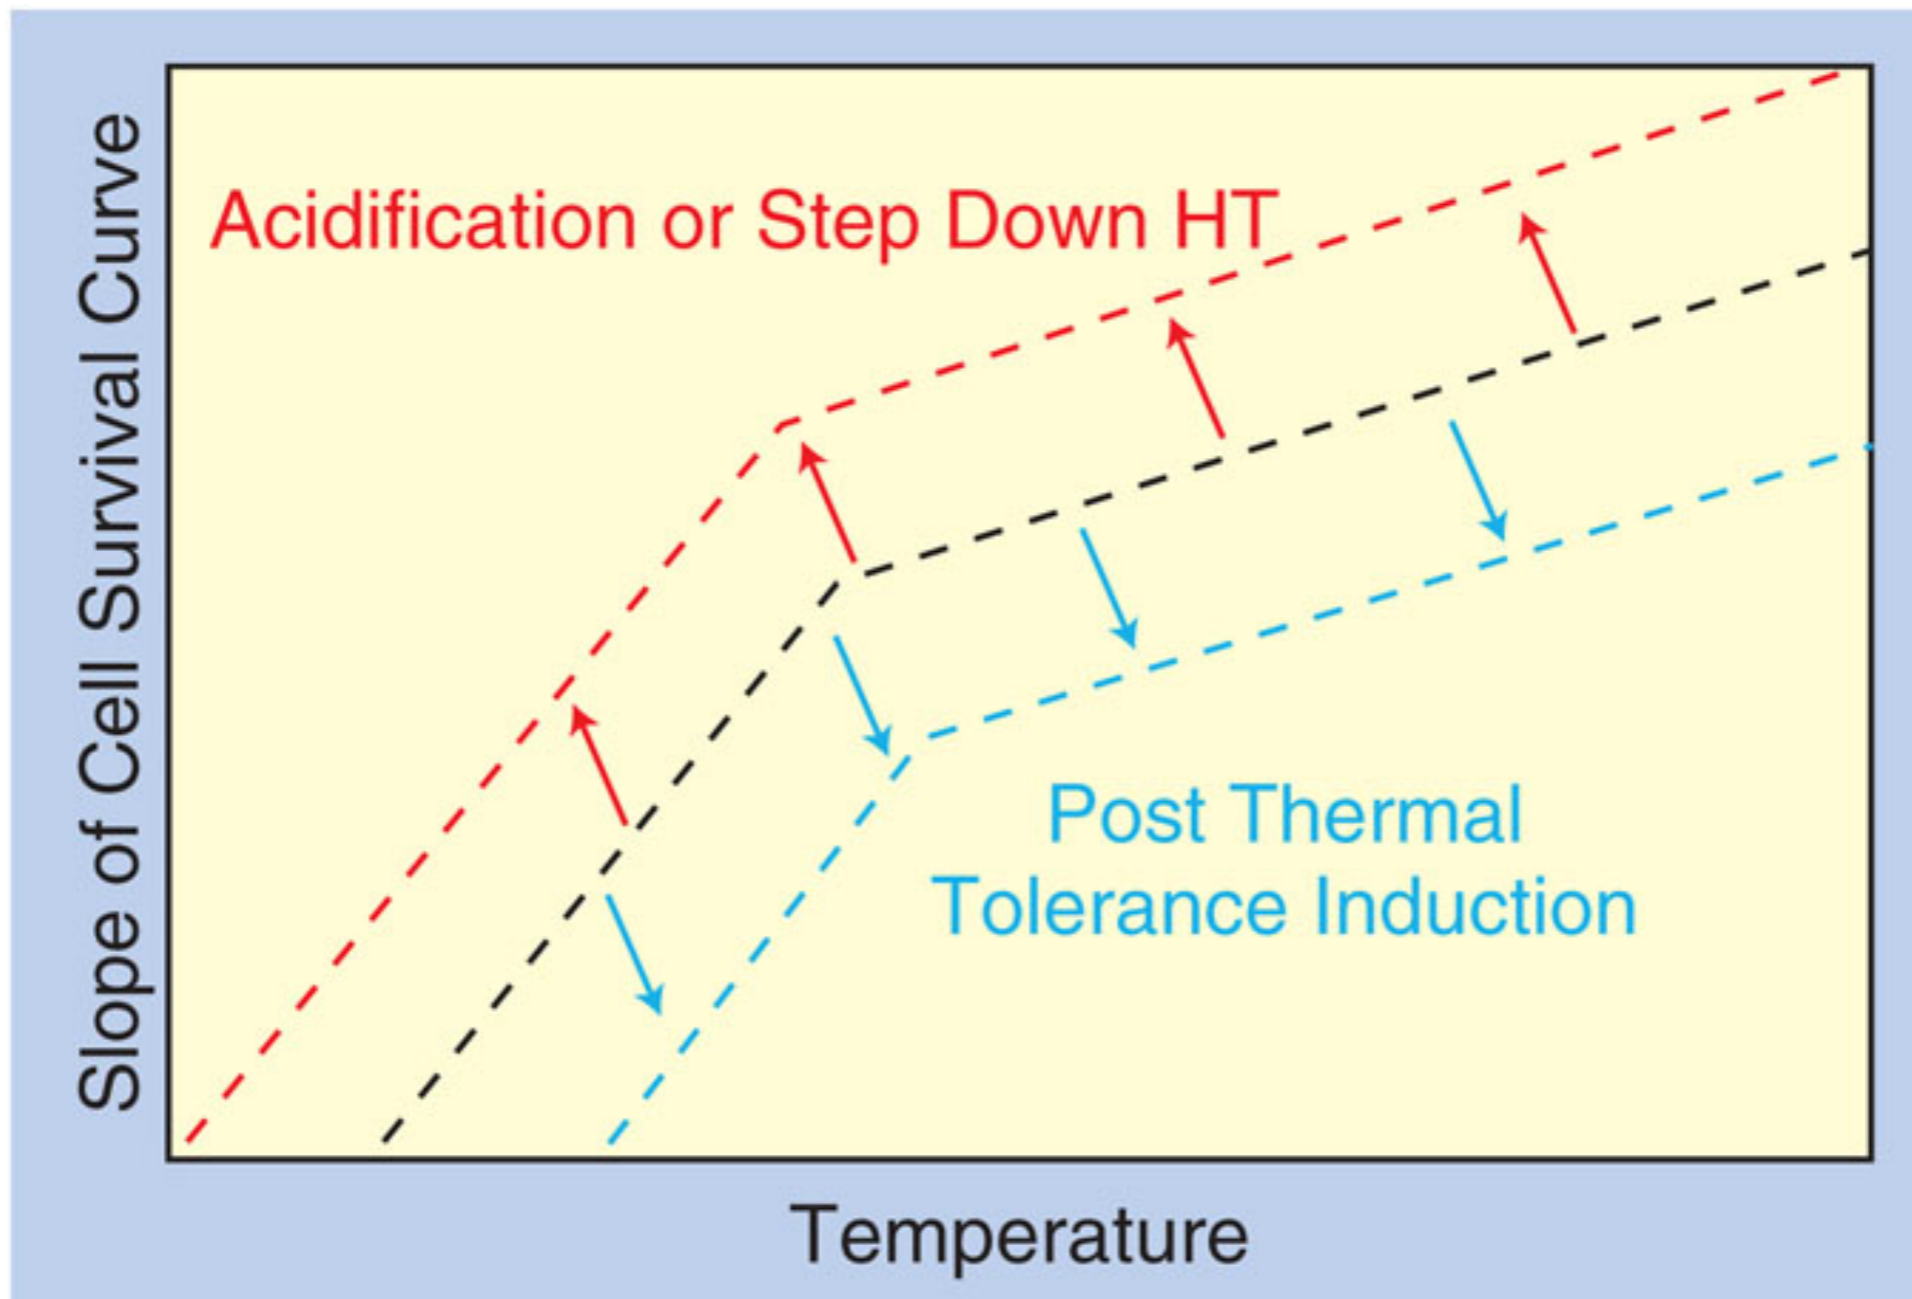 Slope of Cell Survival Curve
Acidification or Step Down HT
Post Thermal
Tolerance Induction
Temperature